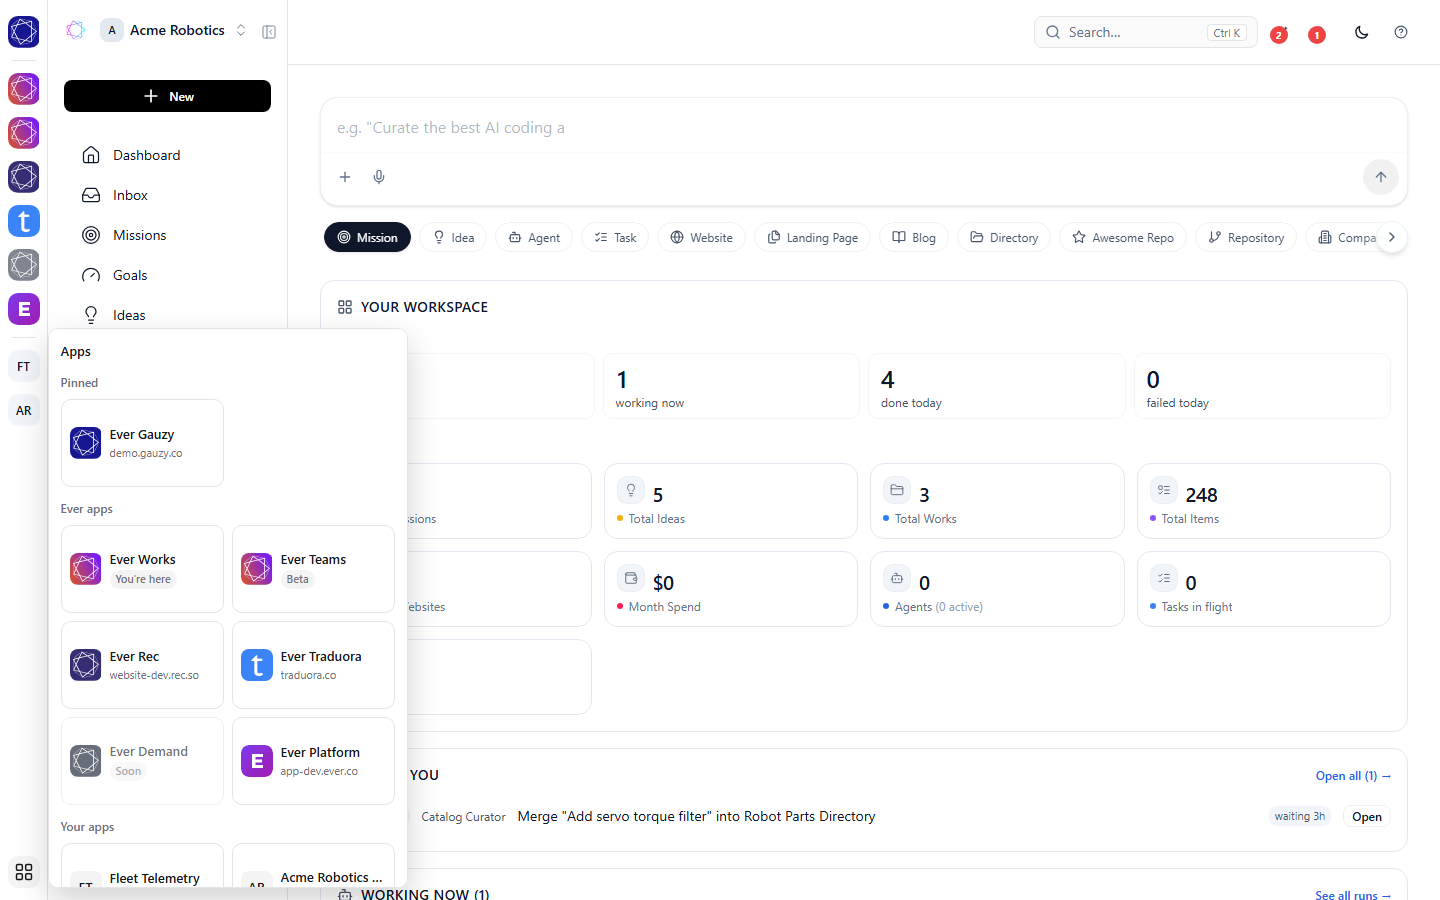 A Acme Robotics
Search... Ctrl K
2
1
New
e.g. "Curate the best AI coding a
Dashboard
Inbox
Missions
Goals
Ideas
Mission
Idea
Agent
Task
Website
Landing Page
Blog
Directory
Awesome Repo
Repository
Compa
t
E
FT
AR
YOUR WORKSPACE
1
working now
4
done today
0
failed today
ssions
5
Total Ideas
3
Total Works
248
Total Items
ebsites
$0
Month Spend
0
Agents (0 active)
0
Tasks in flight
YOU
Open all (1) →
Catalog Curator Merge "Add servo torque filter" into Robot Parts Directory waiting 3h Open
WORKING NOW (1)
See all runs →
Apps
Pinned
Ever Gauzy
demo.gauzy.co
Ever apps
Ever Works
You're here
Ever Teams
Beta
Ever Rec
website-dev.rec.so
t
Ever Traduora
traduora.co
Ever Demand
Soon
E
Ever Platform
app-dev.ever.co
Your apps
FT
Fleet Telemetry
AR
Acme Robotics ...